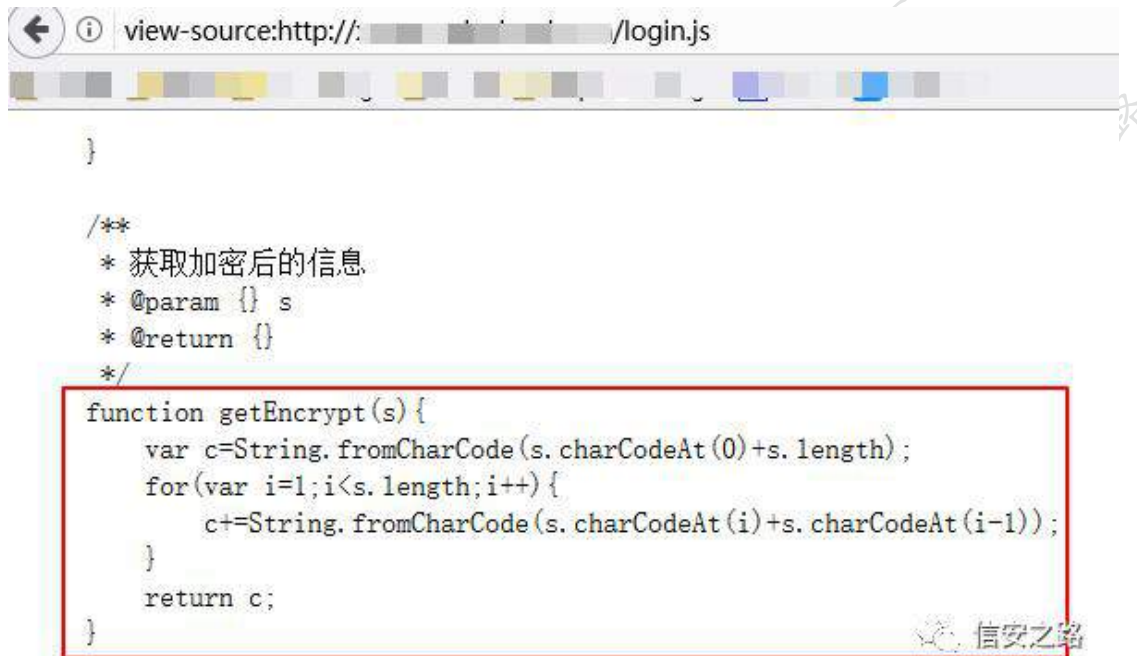 view-source:http://
/login.js
}
/**
* 获取加密后的信息
* @param {} s
* @return {}
*/
function getEncrypt(s){
var c=String.fromCharCode(s.charCodeAt(0)+s.length);
for(var i=1;i<s.length;i++){
c+=String.fromCharCode(s.charCodeAt(i)+s.charCodeAt(i-1));
}
return c;
}
信安之路